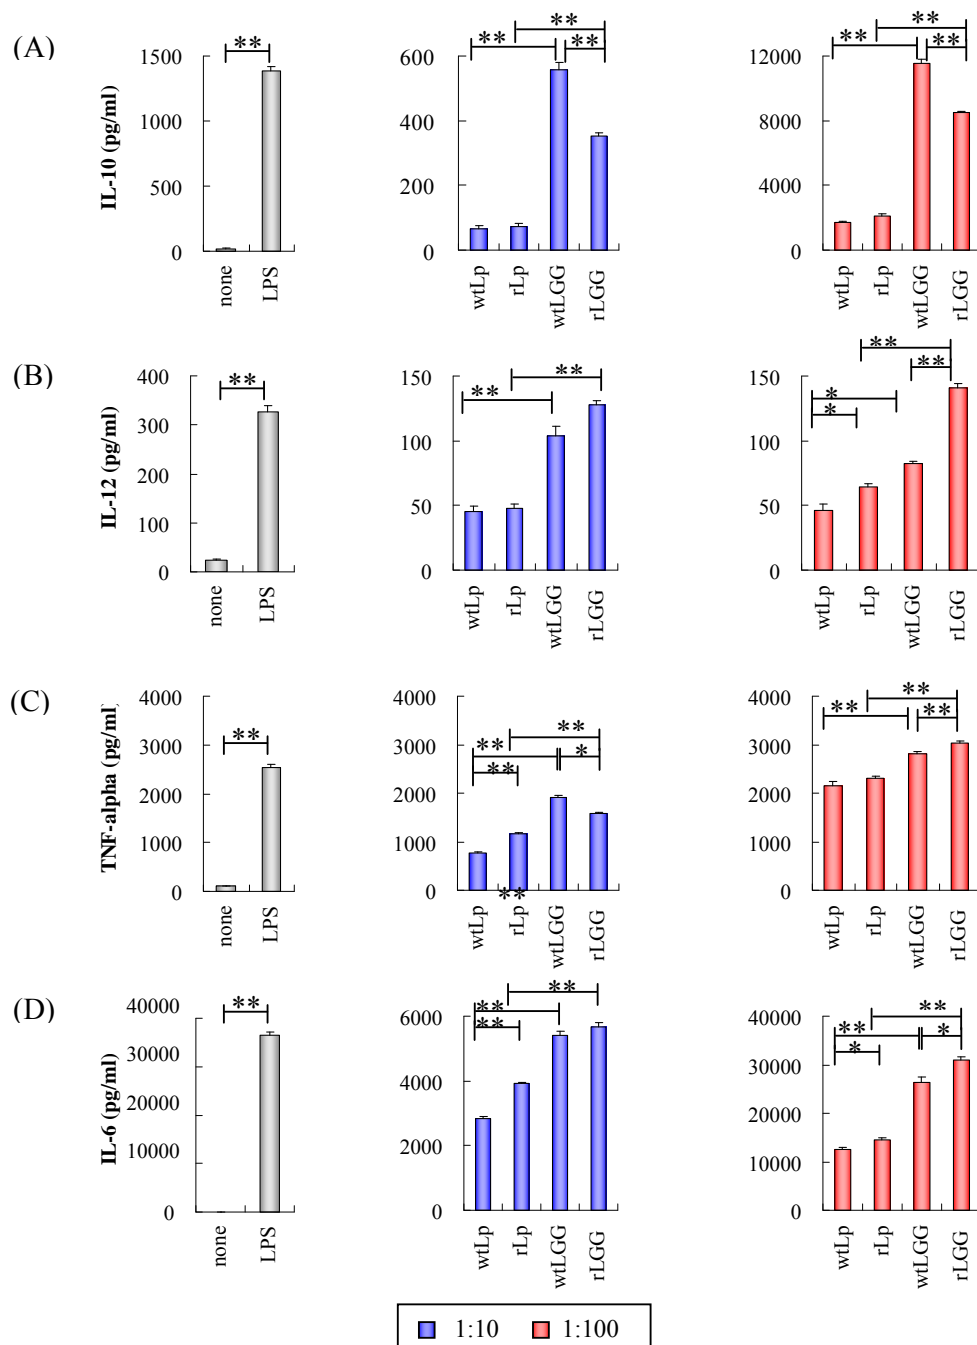 (A)
IL-10 (pg/ml)
1500
1000
500
0
**
none
LPS
600
400
200
0
**
**
**
wtLp
rLp
wtLGG
rLGG
12000
8000
4000
0
**
**
**
wtLp
rLp
wtLGG
rLGG
(B)
IL-12 (pg/ml)
400
300
200
100
0
**
none
LPS
150
100
50
0
**
**
wtLp
rLp
wtLGG
rLGG
150
100
50
0
**
**
*
*
wtLp
rLp
wtLGG
rLGG
(C)
TNF-alpha (pg/ml)
4000
3000
2000
1000
0
**
none
LPS
4000
3000
2000
1000
0
**
**
*
**
**
wtLp
rLp
wtLGG
rLGG
4000
3000
2000
1000
0
**
**
**
wtLp
rLp
wtLGG
rLGG
(D)
IL-6 (pg/ml)
40000
30000
20000
10000
0
**
none
LPS
6000
4000
2000
0
**
**
**
wtLp
rLp
wtLGG
rLGG
40000
30000
20000
10000
0
**
**
*
*
wtLp
rLp
wtLGG
rLGG
1:10
1:100